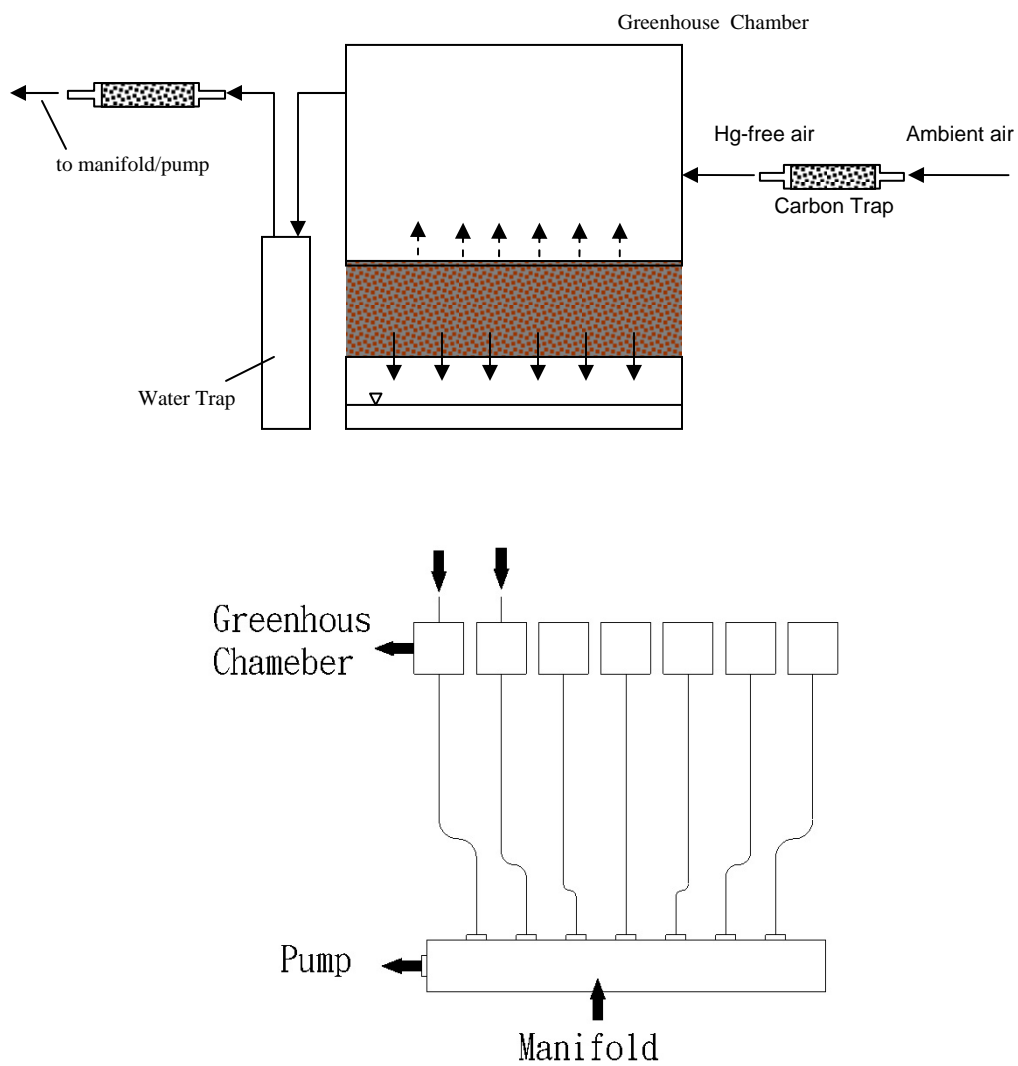 Greenhouse Chamber
Hg-free air
Ambient air
to manifold/pump
Carbon Trap
Water Trap
Greenhous
Chameber
Pump
Manifold